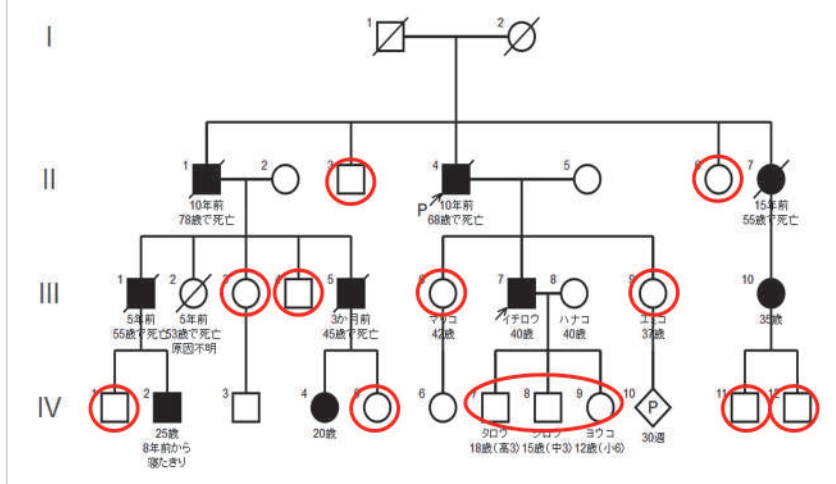 I
1
2
II
1
2
3
4
5
6
7
P
10年前
78歳で死亡
10年前
68歳で死亡
15年前
55歳で死亡
III
1
2
3
4
5
6
7
8
9
10
5年前
55歳で死亡
5年前
53歳で死亡
原因不明
3か月前
45歳で死亡
マリコ
42歳
イチロウ
40歳
ハナコ
40歳
エミコ
37歳
35歳
IV
1
2
3
4
5
6
7
8
9
10
P
11
12
25歳
8年前から
寝たきり
20歳
タロウ
18歳(高3)
ジロウ
15歳(中3)
ヨウコ
12歳(小6)
30週